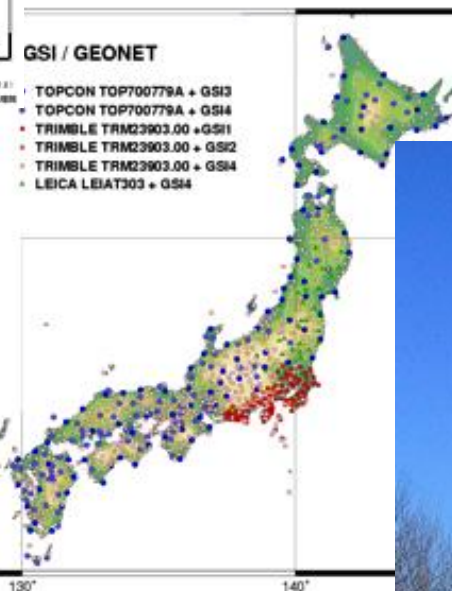 GSI / GEONET
TOPCON TOP700779A + GSI3
TOPCON TOP700779A + GSI4
TRIMBLE TRM23903.00 +GSI1
TRIMBLE TRM23903.00 + GSI2
TRIMBLE TRM23903.00 + GSI4
LEICA LEIAT303 + GSI4
130°
140°